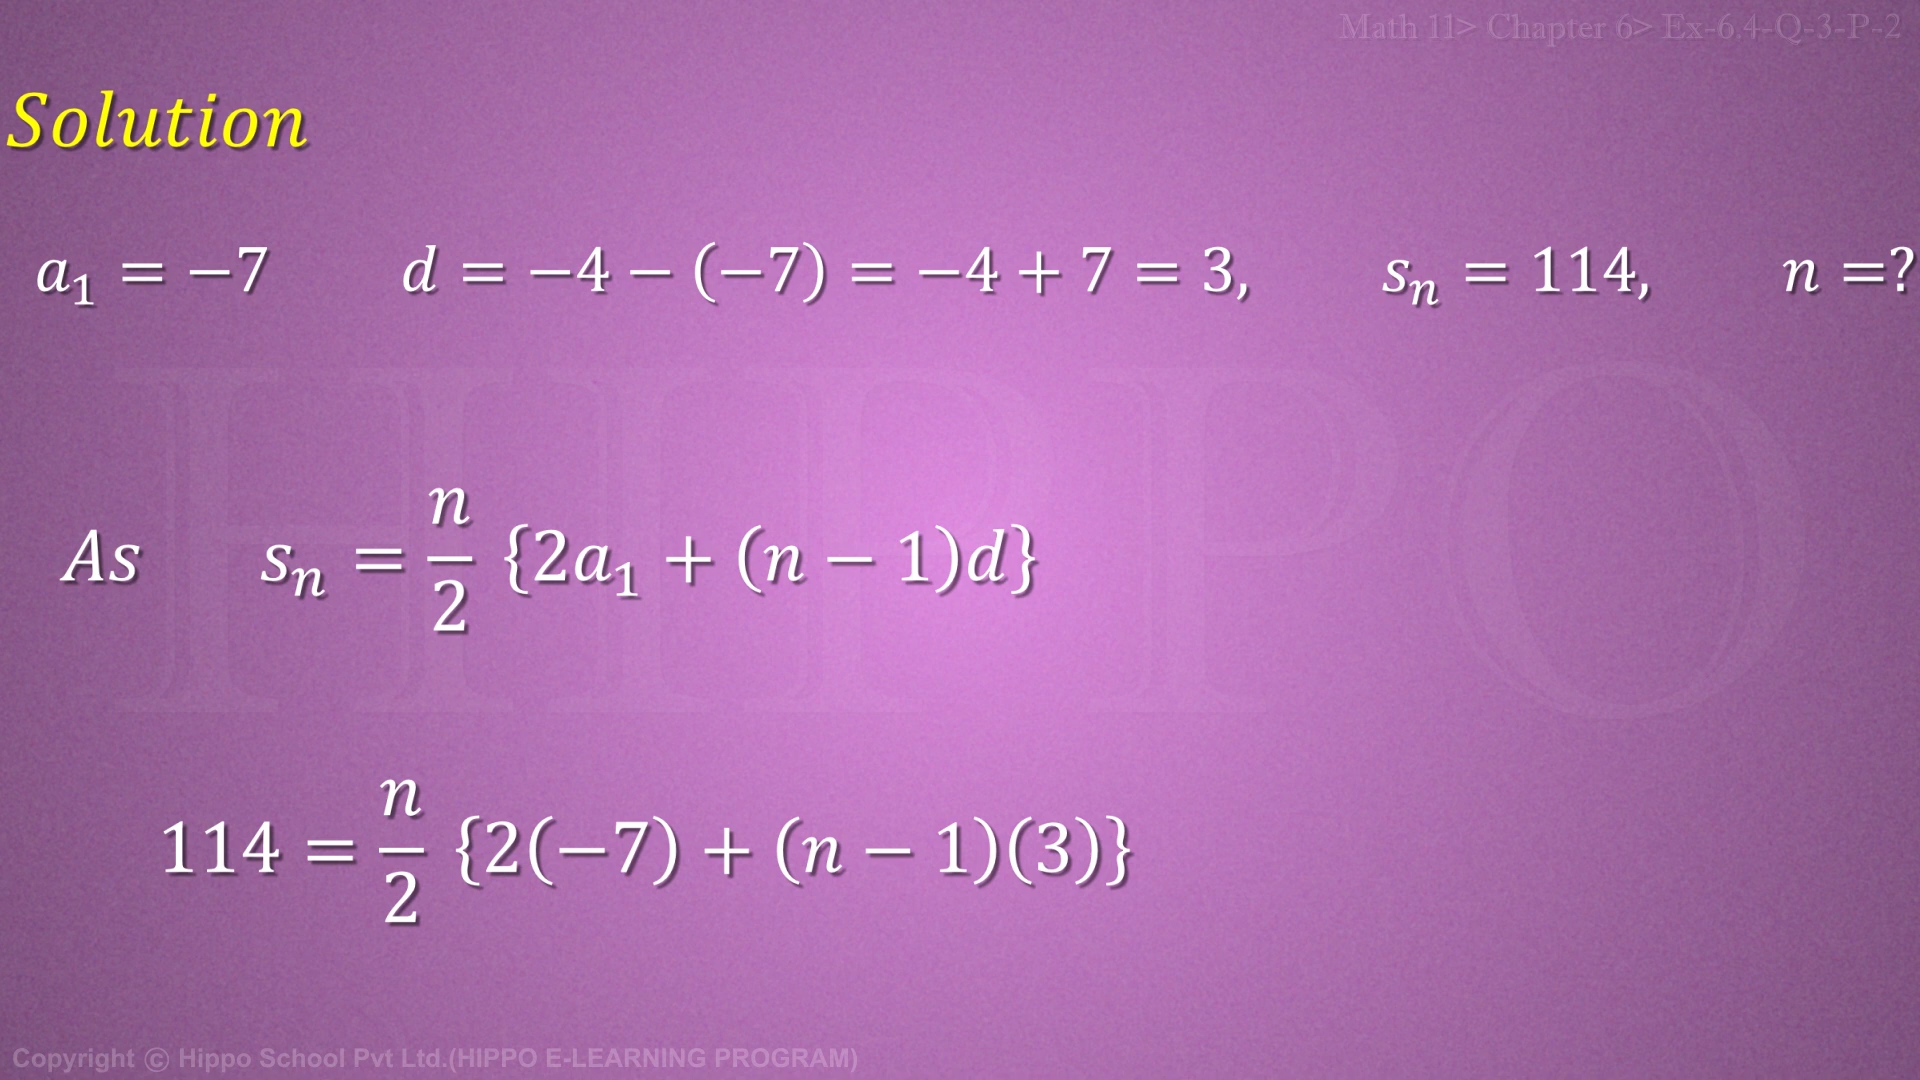 Math 11> Chapter 6> Ex-6.4-Q-3-P-2
Solution
a₁ = −7 d = −4 − (−7) = −4 + 7 = 3, sₙ = 114, n =?
HIPPO
As sₙ = n/2 {2a₁ + (n − 1)d}
114 = n/2 {2(−7) + (n − 1)(3)}
Copyright © Hippo School Pvt Ltd.(HIPPO E-LEARNING PROGRAM)